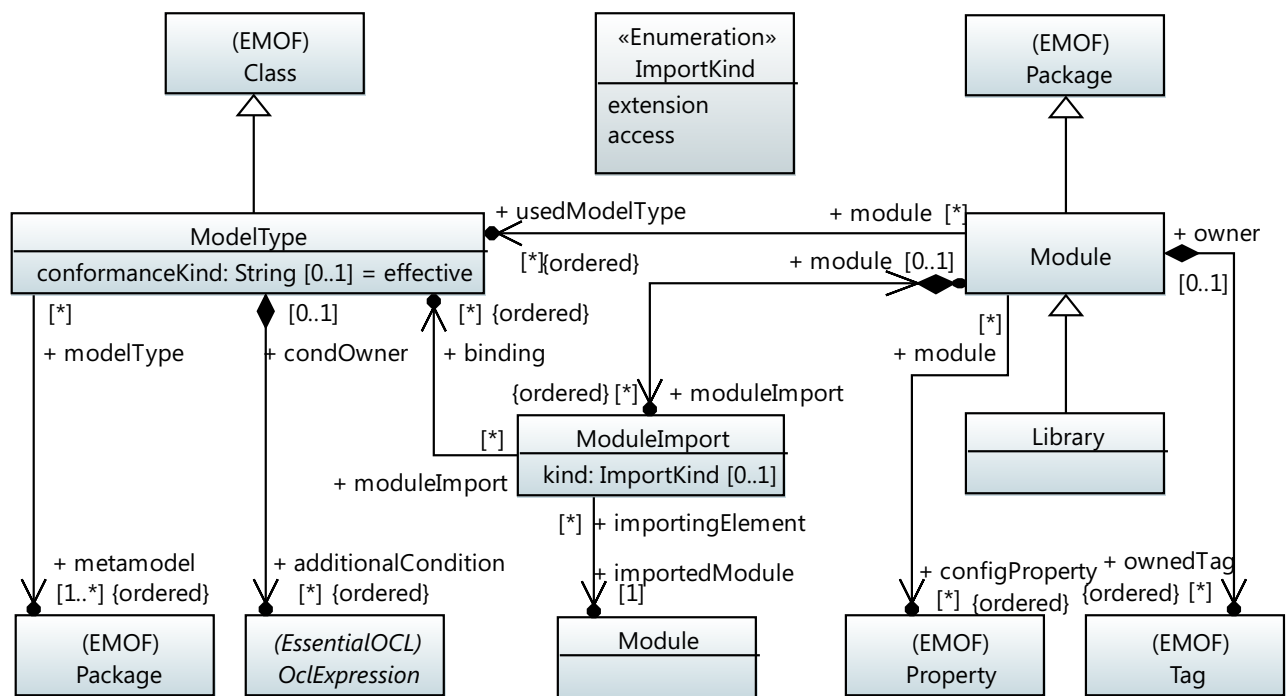 (EMOF)
Class
«Enumeration»
ImportKind
extension
access
(EMOF)
Package
+ usedModelType
+ module [*]
ModelType
conformanceKind: String [0..1] = effective
[*]{ordered}
+ module [0..1]
Module
+ owner
[0..1]
[*]
+ modelType
[0..1]
+ condOwner
[*] {ordered}
+ binding
[*]
+ module
{ordered} [*]
+ moduleImport
ModuleImport
kind: ImportKind [0..1]
[*]
+ moduleImport
Library
[*] + importingElement
+ metamodel
[1..*] {ordered}
+ additionalCondition
[*] {ordered}
+ importedModule
[1]
+ configProperty
[*] {ordered}
+ ownedTag
{ordered} [*]
(EMOF)
Package
(EssentialOCL)
OclExpression
Module
(EMOF)
Property
(EMOF)
Tag